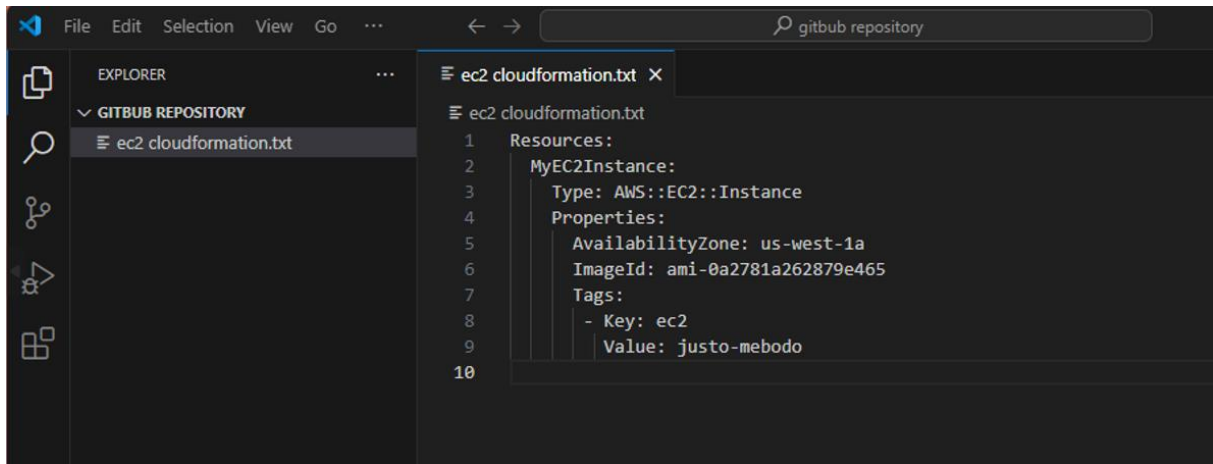 File Edit Selection View Go ... gitbub repository
EXPLORER ...
GITBUB REPOSITORY
ec2 cloudformation.txt
ec2 cloudformation.txt
ec2 cloudformation.txt
1 Resources:
2 MyEC2Instance:
3 Type: AWS::EC2::Instance
4 Properties:
5 AvailabilityZone: us-west-1a
6 ImageId: ami-0a2781a262879e465
7 Tags:
8 - Key: ec2
9 Value: justo-mebodo
10